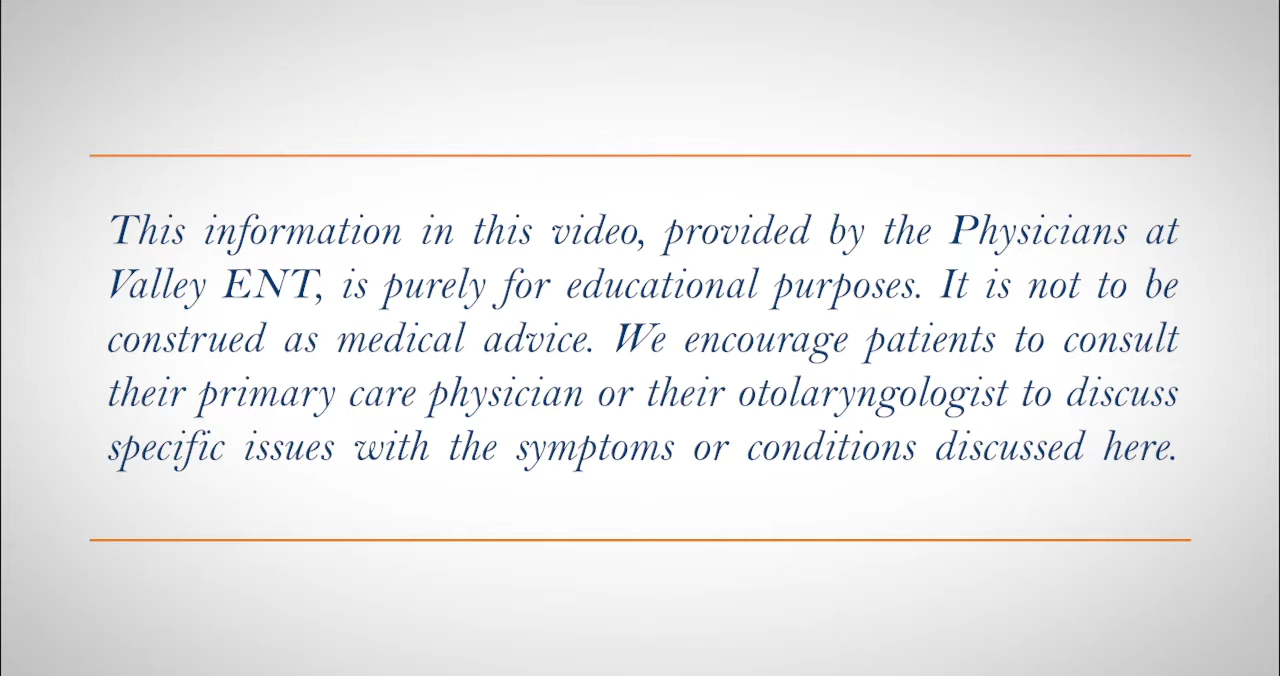 This information in this video, provided by the Physicians at
Valley ENT, is purely for educational purposes. It is not to be
construed as medical advice. We encourage patients to consult
their primary care physician or their otolaryngologist to discuss
specific issues with the symptoms or conditions discussed here.